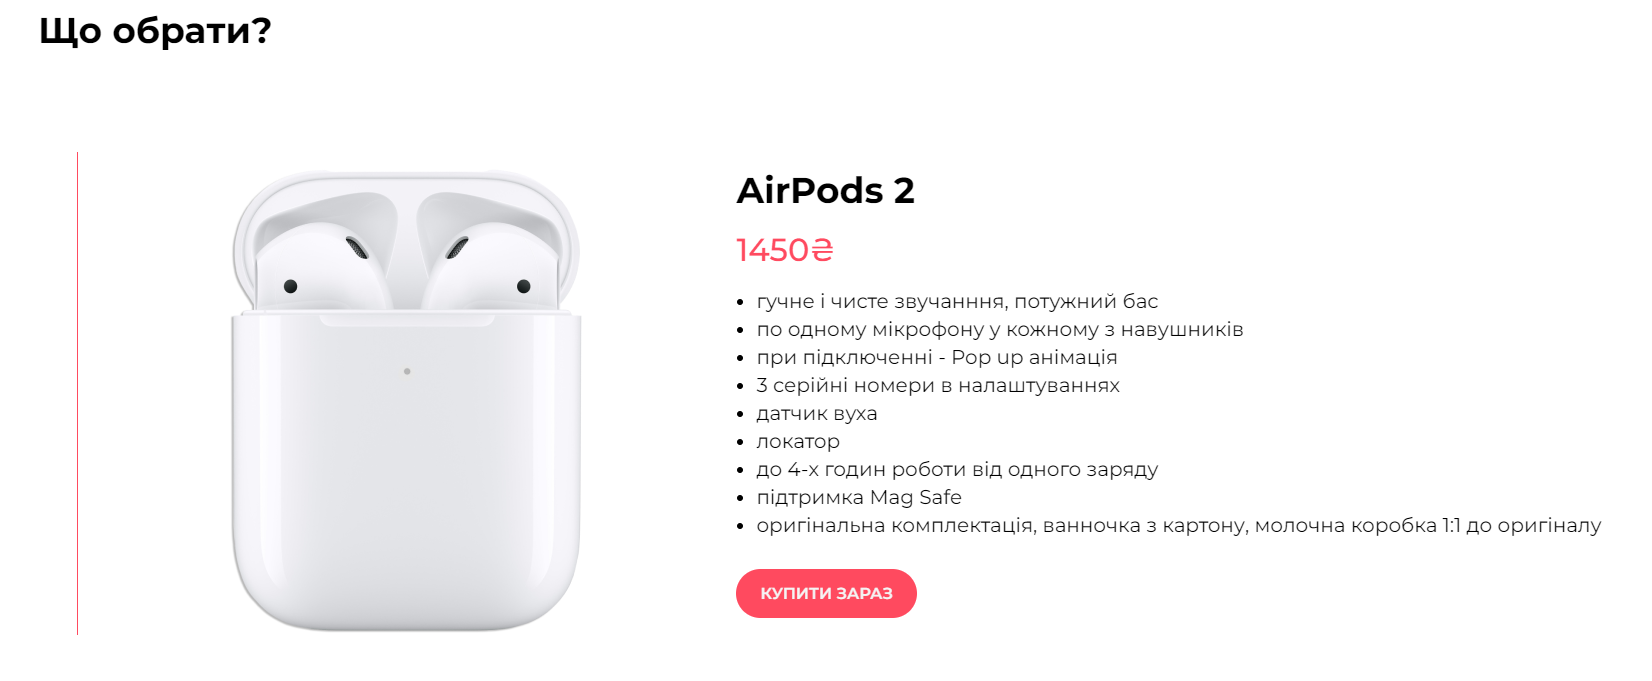 Що обрати?
AirPods 2
1450₴
гучне і чисте звучанння, потужний бас
по одному мікрофону у кожному з навушників
при підключенні - Pop up анімація
3 серійні номери в налаштуваннях
датчик вуха
локатор
до 4-х годин роботи від одного заряду
підтримка Mag Safe
оригінальна комплектація, ванночка з картону, молочна коробка 1:1 до оригіналу
КУПИТИ ЗАРАЗ